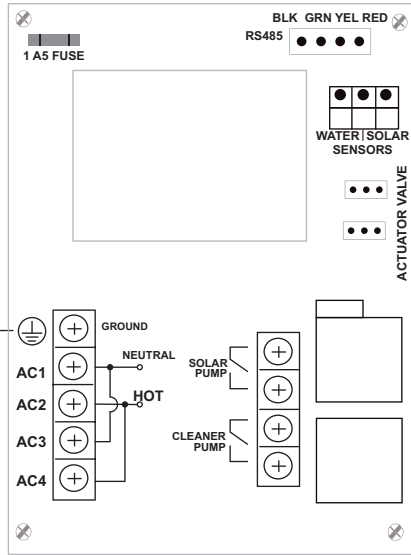 BLK GRN YEL RED
RS485
1 A5 FUSE
WATER SOLAR
SENSORS
ACTUATOR VALVE
GROUND
NEUTRAL
AC1
HOT
AC2
AC3
AC4
SOLAR
PUMP
CLEANER
PUMP